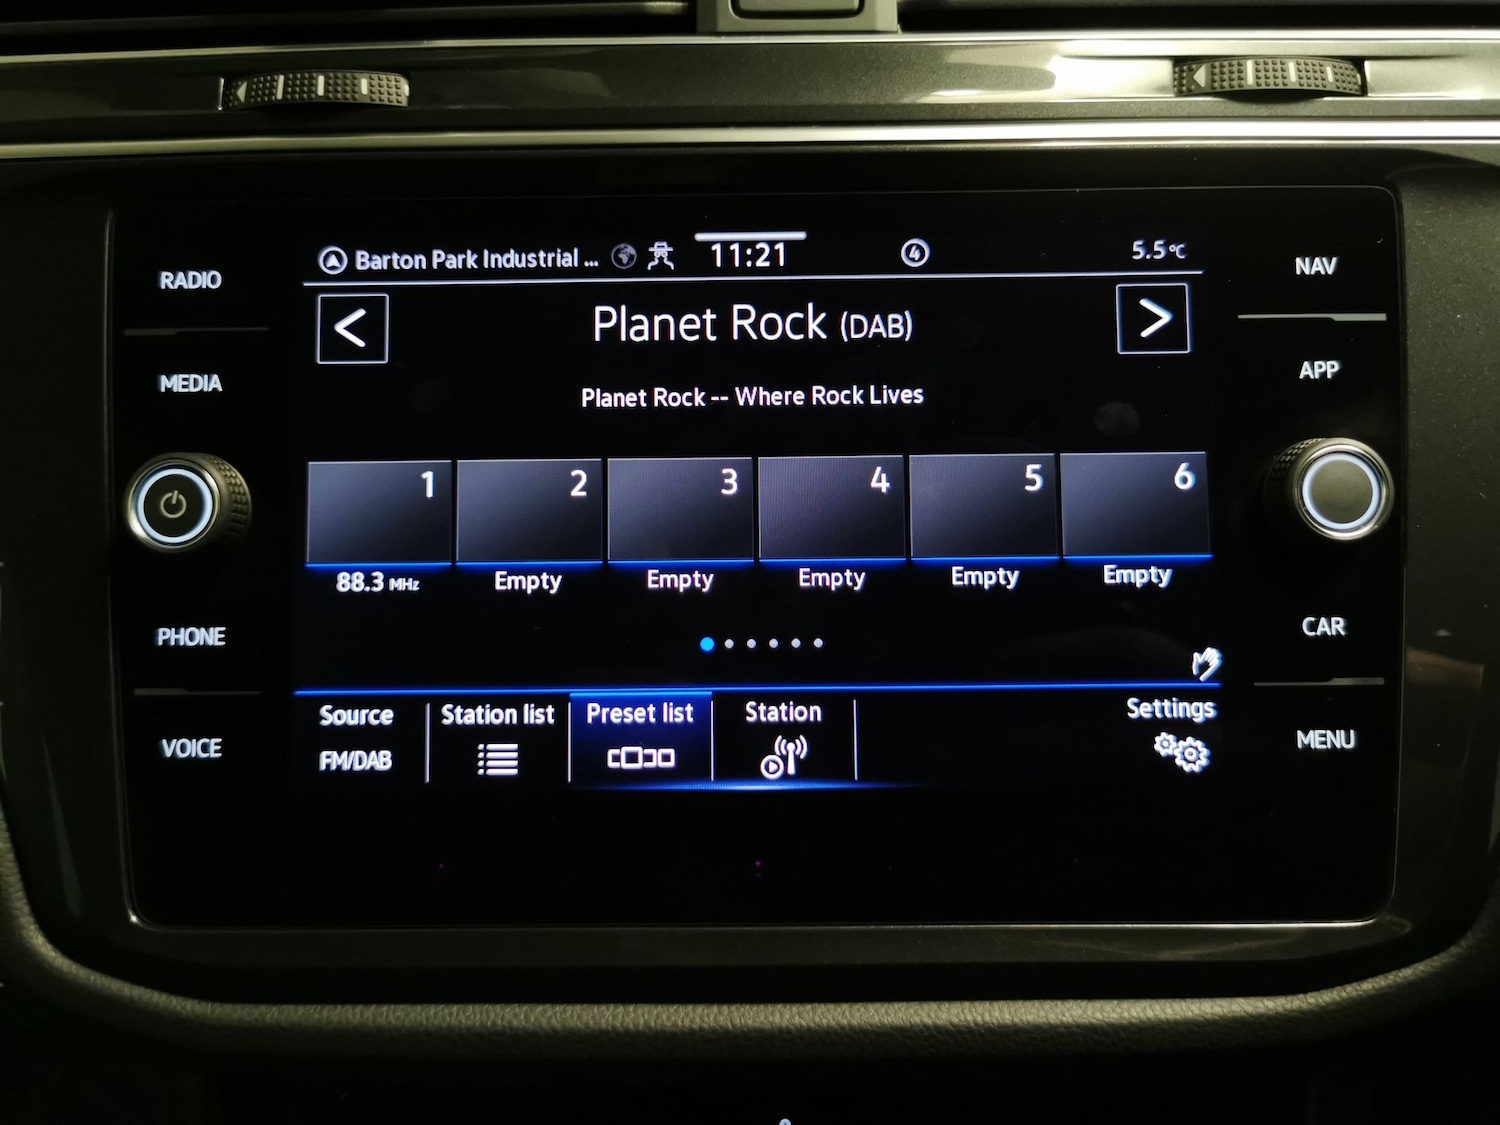 Barton Park Industrial ... 11:21 4 5.5°C
RADIO
NAV
< Planet Rock (DAB) >
MEDIA
APP
Planet Rock -- Where Rock Lives
1 2 3 4 5 6
88.3 MHz Empty Empty Empty Empty Empty
PHONE
CAR
Source Station list Preset list Station Settings
FM/DAB
VOICE
MENU